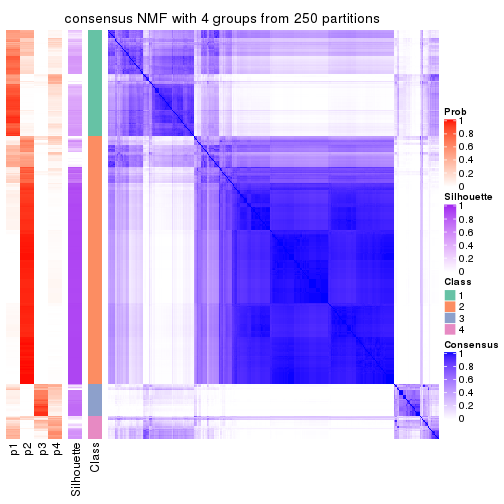 consensus NMF with 4 groups from 250 partitions
Prob
1
0.8
0.6
0.4
0.2
0
Silhouette
1
0.8
0.6
0.4
0.2
0
Class
1
2
3
4
Consensus
1
0.8
0.6
0.4
0.2
0
p1
p2
p3
p4
Silhouette
Class